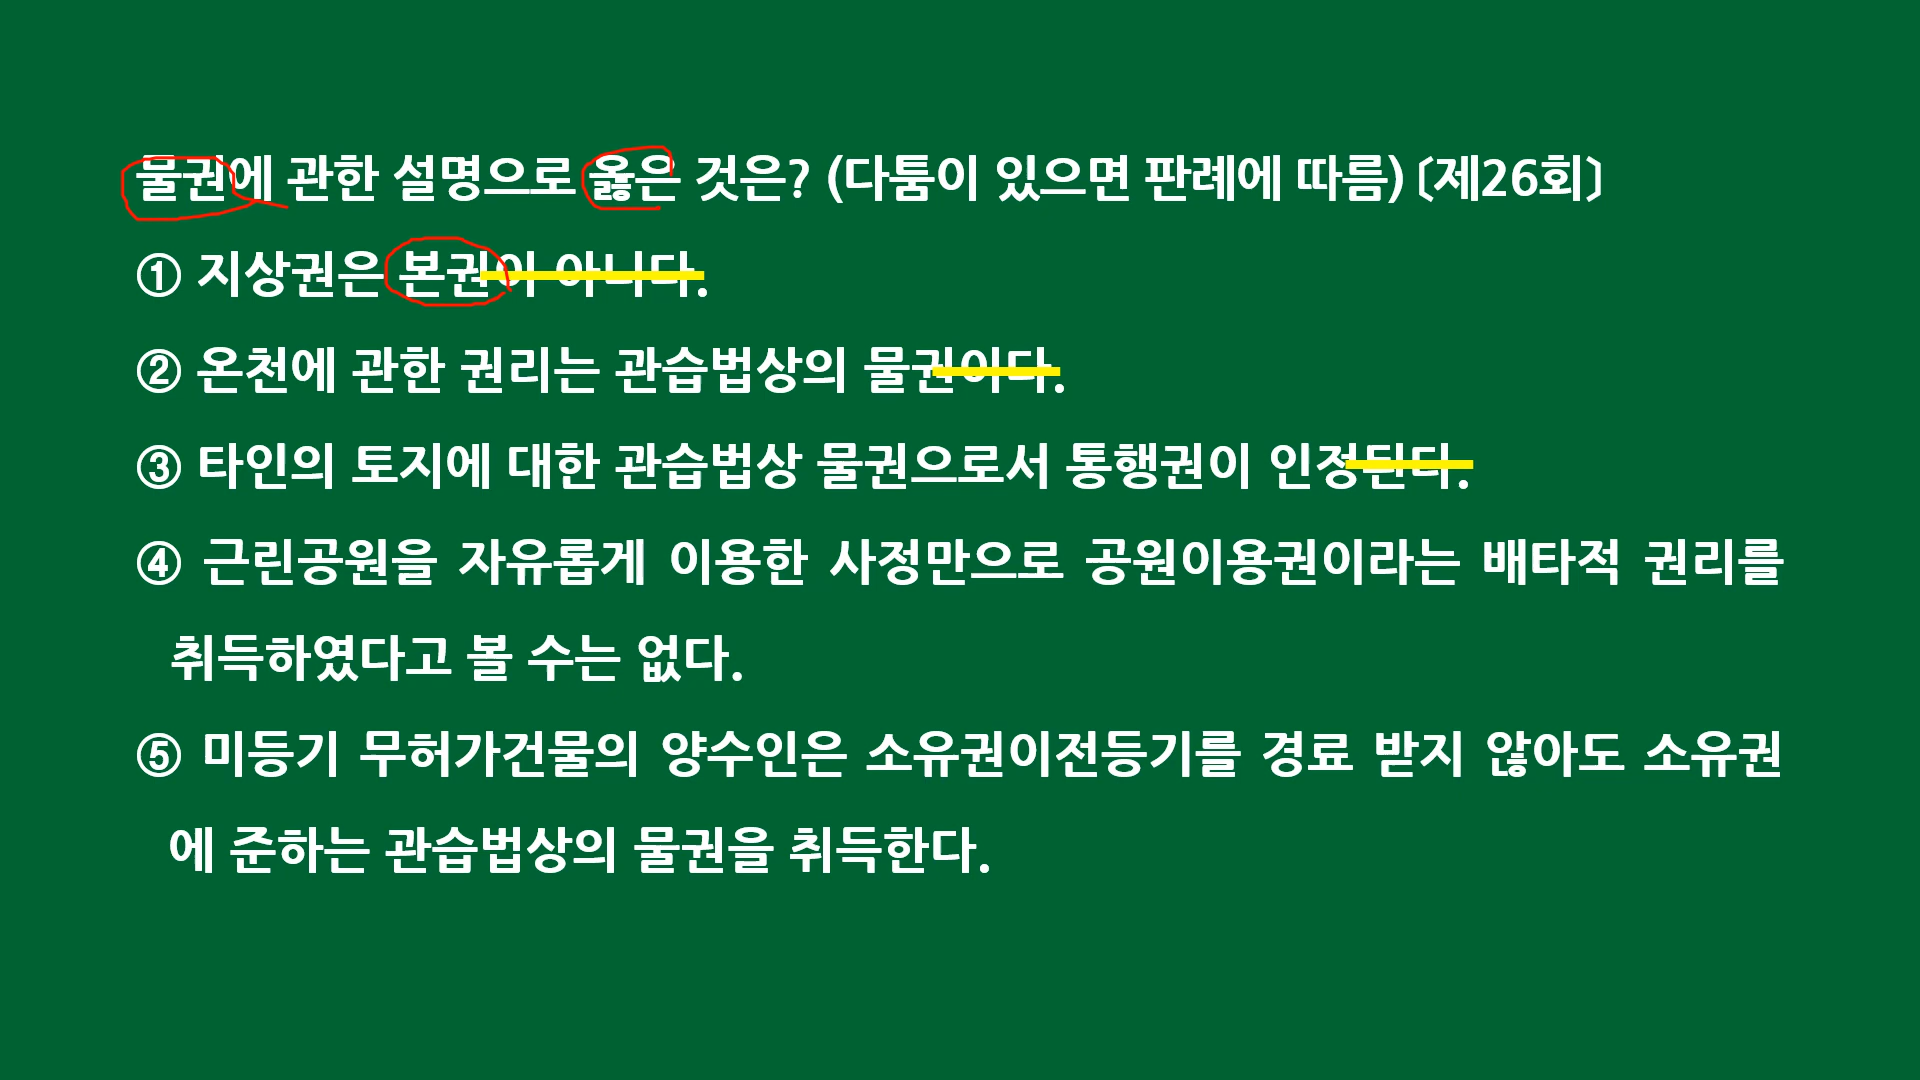 물권에 관한 설명으로 옳은 것은? (다툼이 있으면 판례에 따름) 〔제26회〕
① 지상권은 본권이 아니다.
② 온천에 관한 권리는 관습법상의 물권이다.
③ 타인의 토지에 대한 관습법상 물권으로서 통행권이 인정된다.
④ 근린공원을 자유롭게 이용한 사정만으로 공원이용권이라는 배타적 권리를
취득하였다고 볼 수는 없다.
⑤ 미등기 무허가건물의 양수인은 소유권이전등기를 경료 받지 않아도 소유권
에 준하는 관습법상의 물권을 취득한다.